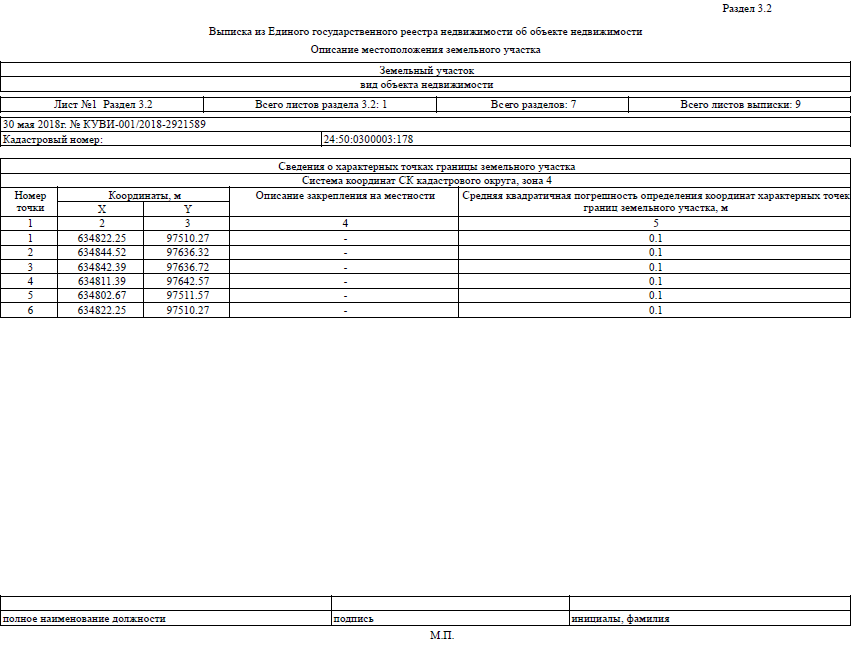 Раздел 3.2
Выписка из Единого государственного реестра недвижимости об объекте недвижимости
Описание местоположения земельного участка
Земельный участок
вид объекта недвижимости
Лист №1 Раздел 3.2 Всего листов раздела 3.2: 1 Всего разделов: 7 Всего листов выписки: 9
30 мая 2018г. № КУВИ-001/2018-2921589
Кадастровый номер: 24:50:0300003:178
Сведения о характерных точках границы земельного участка
Система координат СК кадастрового округа, зона 4
Номер точки Координаты, м Описание закрепления на местности Средняя квадратичная погрешность определения координат характерных точек границ земельного участка, м
X Y
1 2 3 4 5
1 634822.25 97510.27 - 0.1
2 634844.52 97636.32 - 0.1
3 634842.39 97636.72 - 0.1
4 634811.39 97642.57 - 0.1
5 634802.67 97511.57 - 0.1
6 634822.25 97510.27 - 0.1
полное наименование должности подпись инициалы, фамилия
М.П.